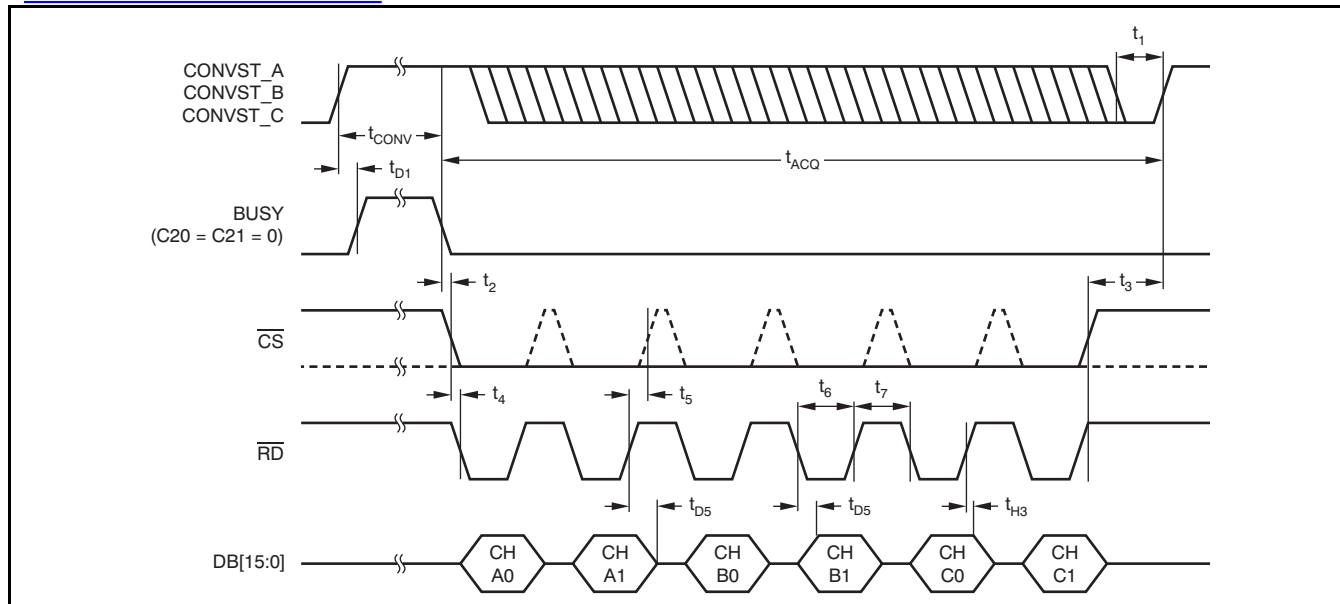 t1
CONVST_A
CONVST_B
CONVST_C
tCONV
tACQ
tD1
BUSY
(C20 = C21 = 0)
t2
t3
CS
t4
t5
t6
t7
RD
tD5
tD5
tH3
DB[15:0]
CH
A0
CH
A1
CH
B0
CH
B1
CH
C0
CH
C1